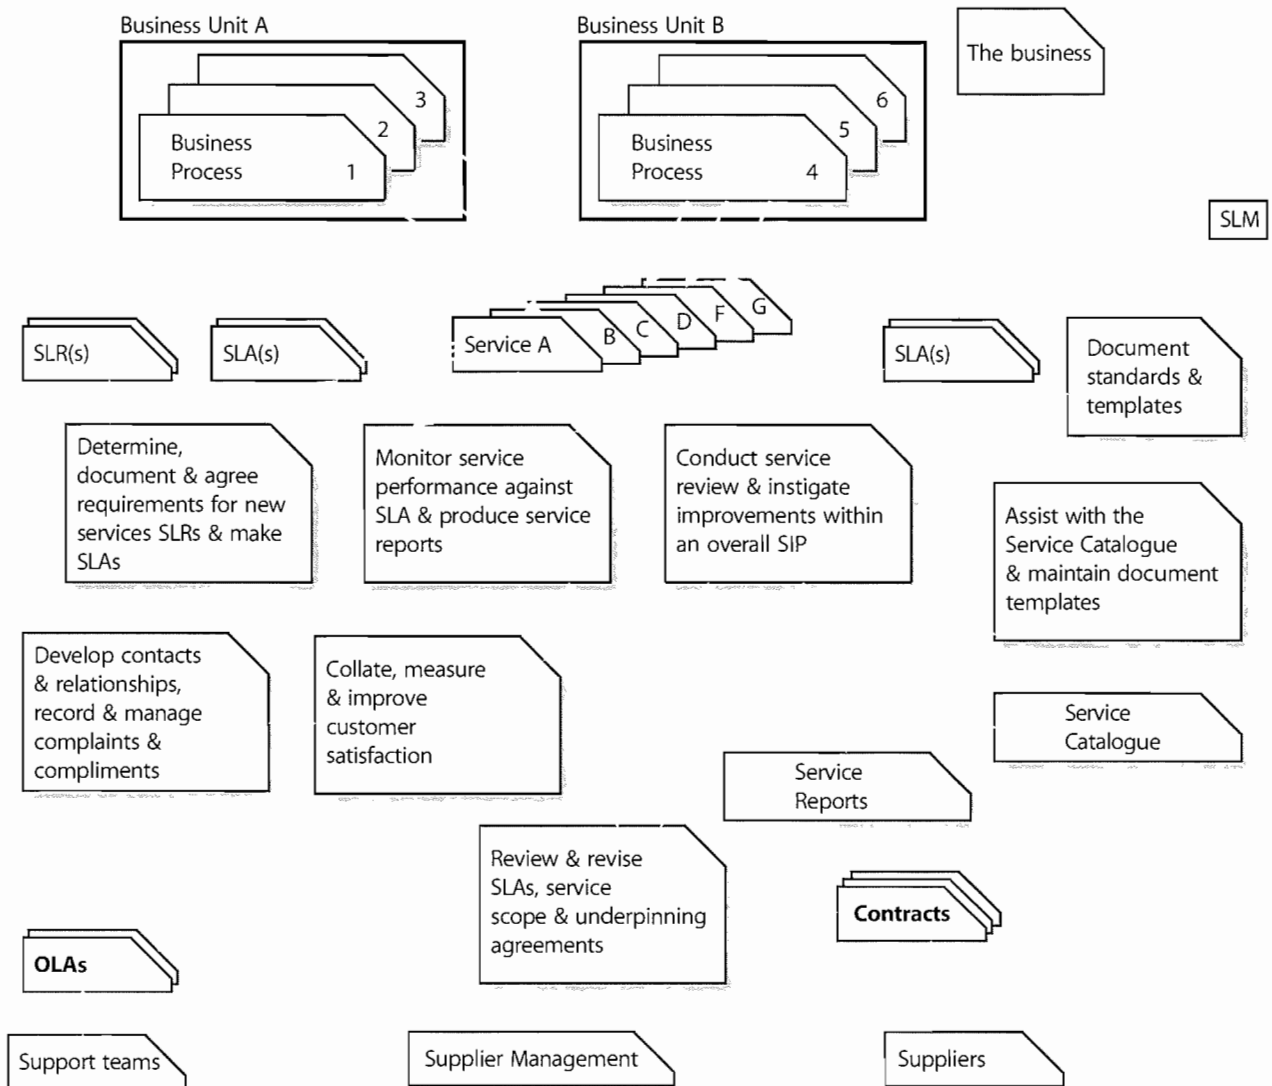 Business Unit A
Business Unit B
The business
3
2
Business
Process 1
6
5
Business
Process 4
SLM
SLR(s)
SLA(s)
Service A
B
C
D
F
G
SLA(s)
Document
standards &
templates
Determine,
document & agree
requirements for new
services SLRs & make
SLAs
Monitor service
performance against
SLA & produce service
reports
Conduct service
review & instigate
improvements within
an overall SIP
Assist with the
Service Catalogue
& maintain document
templates
Develop contacts
& relationships,
record & manage
complaints &
compliments
Collate, measure
& improve
customer
satisfaction
Service
Catalogue
Service
Reports
Review & revise
SLAs, service
scope & underpinning
agreements
Contracts
OLAs
Support teams
Supplier Management
Suppliers